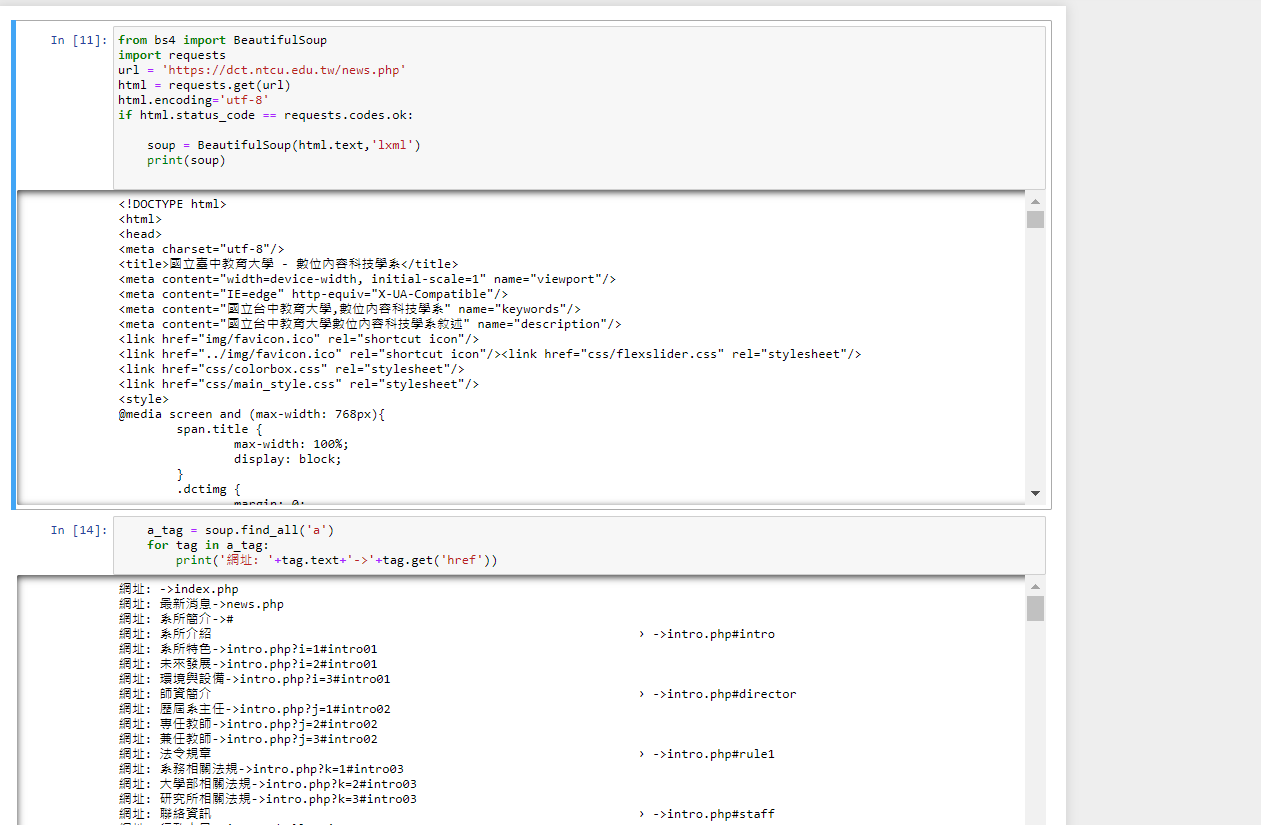 In [11]:
from bs4 import BeautifulSoup
import requests
url = 'https://dct.ntcu.edu.tw/news.php'
html = requests.get(url)
html.encoding='utf-8'
if html.status_code == requests.codes.ok:
    soup = BeautifulSoup(html.text,'lxml')
    print(soup)
<!DOCTYPE html>
<html>
<head>
<meta charset="utf-8"/>
<title>國立臺中教育大學 - 數位內容科技學系</title>
<meta content="width=device-width, initial-scale=1" name="viewport"/>
<meta content="IE=edge" http-equiv="X-UA-Compatible"/>
<meta content="國立台中教育大學,數位內容科技學系" name="keywords"/>
<meta content="國立台中教育大學數位內容科技學系敘述" name="description"/>
<link href="img/favicon.ico" rel="shortcut icon"/>
<link href="../img/favicon.ico" rel="shortcut icon"/><link href="css/flexslider.css" rel="stylesheet"/>
<link href="css/colorbox.css" rel="stylesheet"/>
<link href="css/main_style.css" rel="stylesheet"/>
<style>
@media screen and (max-width: 768px){
        span.title {
                max-width: 100%;
                display: block;
        }
        .dctimg {
                margin: 0;
In [14]:
    a_tag = soup.find_all('a')
    for tag in a_tag:
        print('網址: '+tag.text+'->'+tag.get('href'))
網址: ->index.php
網址: 最新消息->news.php
網址: 系所簡介->#
網址: 系所介紹 › ->intro.php#intro
網址: 系所特色->intro.php?i=1#intro01
網址: 未來發展->intro.php?i=2#intro01
網址: 環境與設備->intro.php?i=3#intro01
網址: 師資簡介 › ->intro.php#director
網址: 歷屆系主任->intro.php?j=1#intro02
網址: 專任教師->intro.php?j=2#intro02
網址: 兼任教師->intro.php?j=3#intro02
網址: 法令規章 › ->intro.php#rule1
網址: 系務相關法規->intro.php?k=1#intro03
網址: 大學部相關法規->intro.php?k=2#intro03
網址: 研究所相關法規->intro.php?k=3#intro03
網址: 聯絡資訊 › ->intro.php#staff